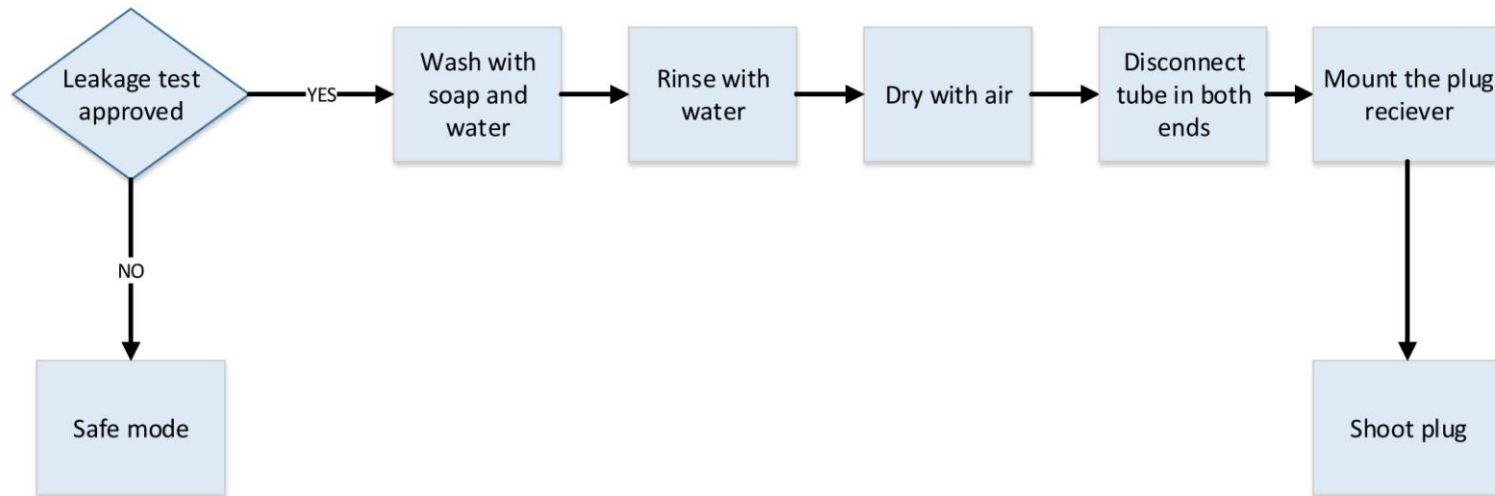 Leakage test
approved
YES
Wash with
soap and
water
Rinse with
water
Dry with air
Disconnect
tube in both
ends
Mount the plug
reciever
NO
Safe mode
Shoot plug